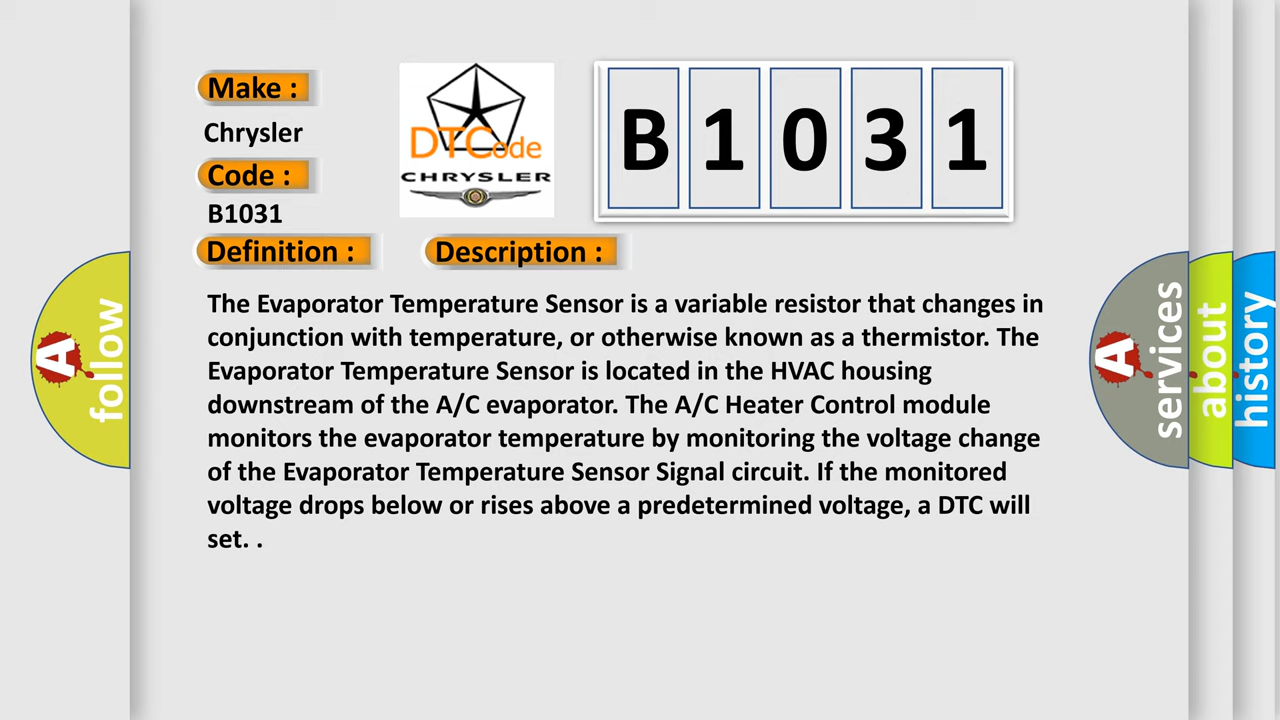 Make :
Chrysler
Code :
B1031
Definition :
Description :
DTCode
CHRYSLER
B 1 0 3 1
The Evaporator Temperature Sensor is a variable resistor that changes in
conjunction with temperature, or otherwise known as a thermistor. The
Evaporator Temperature Sensor is located in the HVAC housing
downstream of the A/C evaporator. The A/C Heater Control module
monitors the evaporator temperature by monitoring the voltage change
of the Evaporator Temperature Sensor Signal circuit. If the monitored
voltage drops below or rises above a predetermined voltage, a DTC will
set. .
A follow
A services
about
history